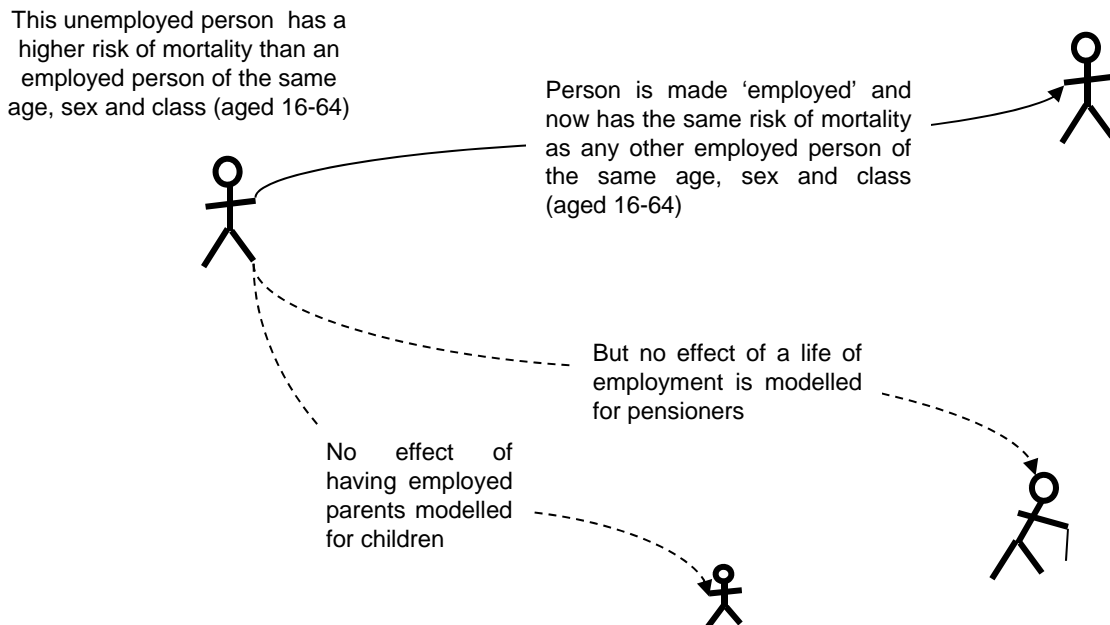 This unemployed person has a
higher risk of mortality than an
employed person of the same
age, sex and class (aged 16-64)
Person is made ‘employed’ and
now has the same risk of mortality
as any other employed person of
the same age, sex and class
(aged 16-64)
But no effect of a life of
employment is modelled
for pensioners
No effect of
having employed
parents modelled
for children